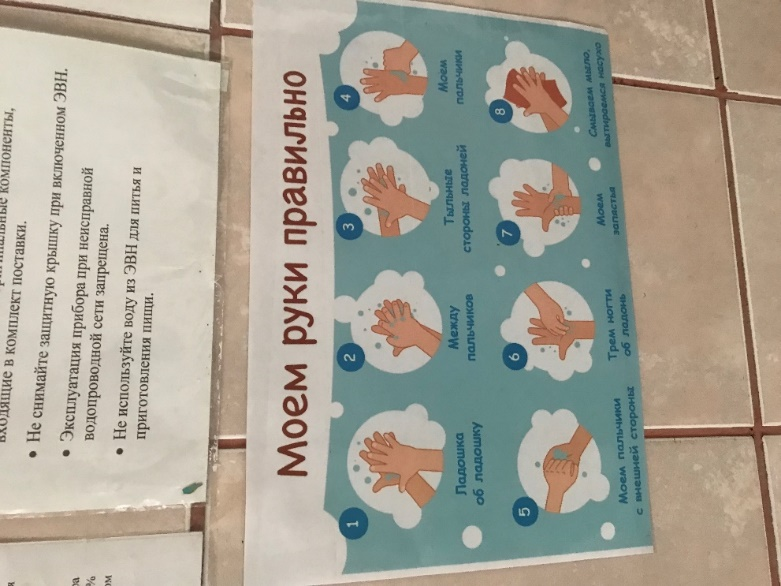 входящие в комплект поставки.
• Не снимайте защитную крышку при включенном ЭВН.
• Эксплуатация прибора при неисправной
водопроводной сети запрещена.
• Не используйте воду из ЭВН для питья и
приготовления пищи.
Моем руки правильно
1
Ладошка
об ладошку
2
Между
пальчиков
3
Тыльные
стороны ладоней
4
Моем
пальчики
5
Моем пальчики
с внешней стороны
6
Трем ногти
об ладонь
7
Моем
запястья
8
Смываем мыло,
вытираемся насухо